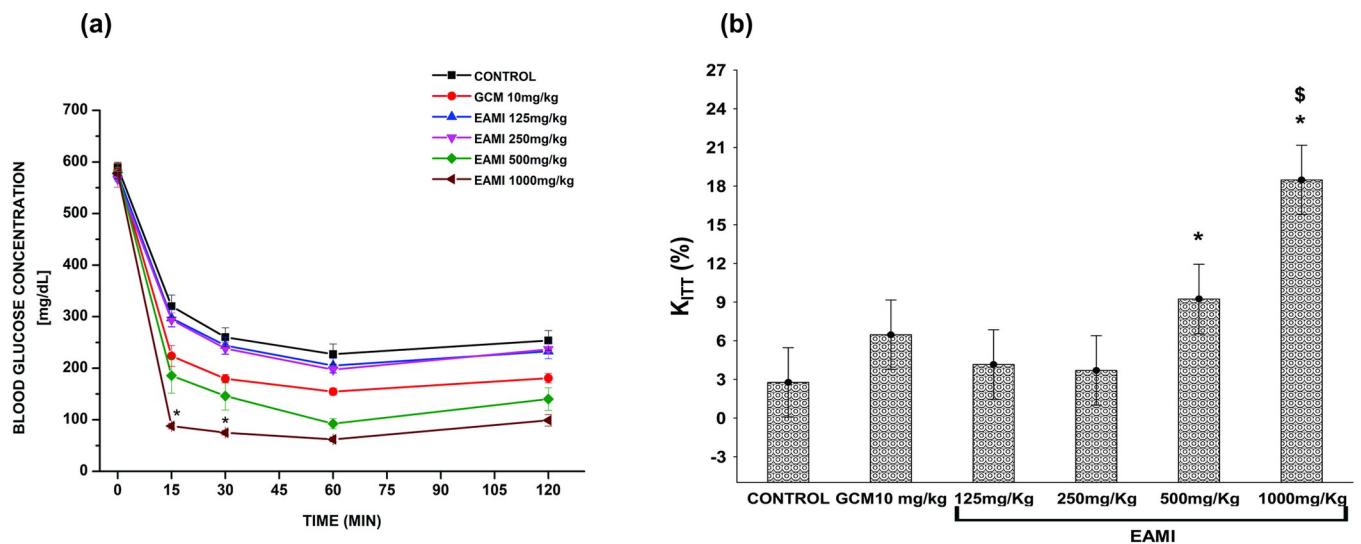 (a)
CONTROL
GCM 10mg/kg
EAMI 125mg/kg
EAMI 250mg/kg
EAMI 500mg/kg
EAMI 1000mg/kg
BLOOD GLUCOSE CONCENTRATION
[mg/dL]
700
600
500
400
300
200
100
0
* *
0 15 30 45 60 75 90 105 120
TIME (MIN)
(b)
K_ITT (%)
27
24
21
18
15
12
9
6
3
0
-3
$
*
*
CONTROL GCM10 mg/kg 125mg/Kg 250mg/Kg 500mg/Kg 1000mg/Kg
EAMI